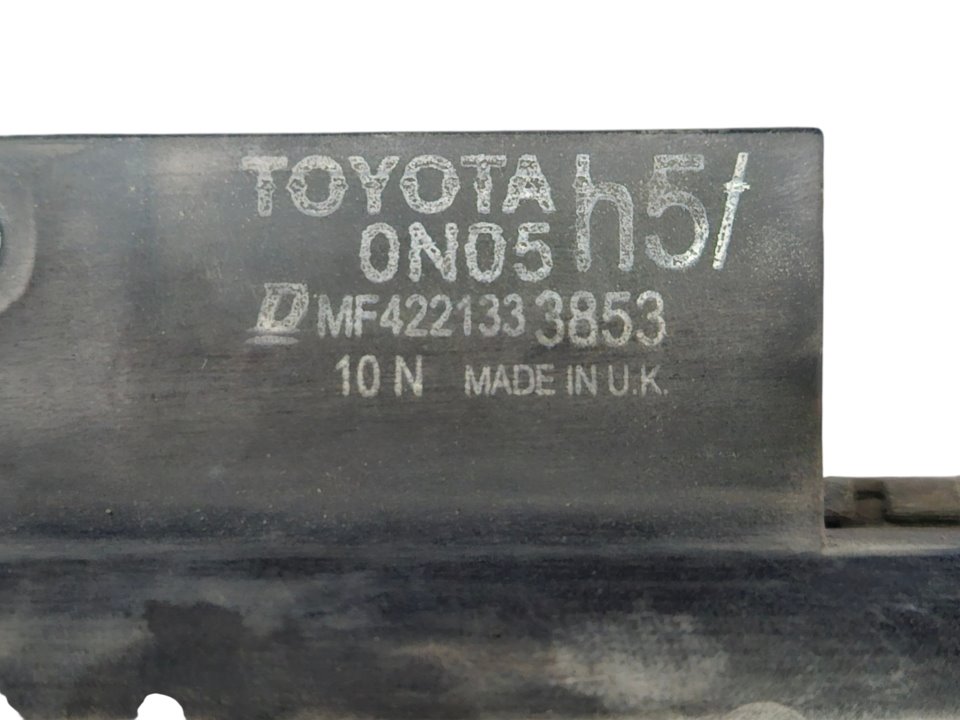 TOYOTA h5/
0N05
D MF422133 3853
10 N MADE IN U.K.